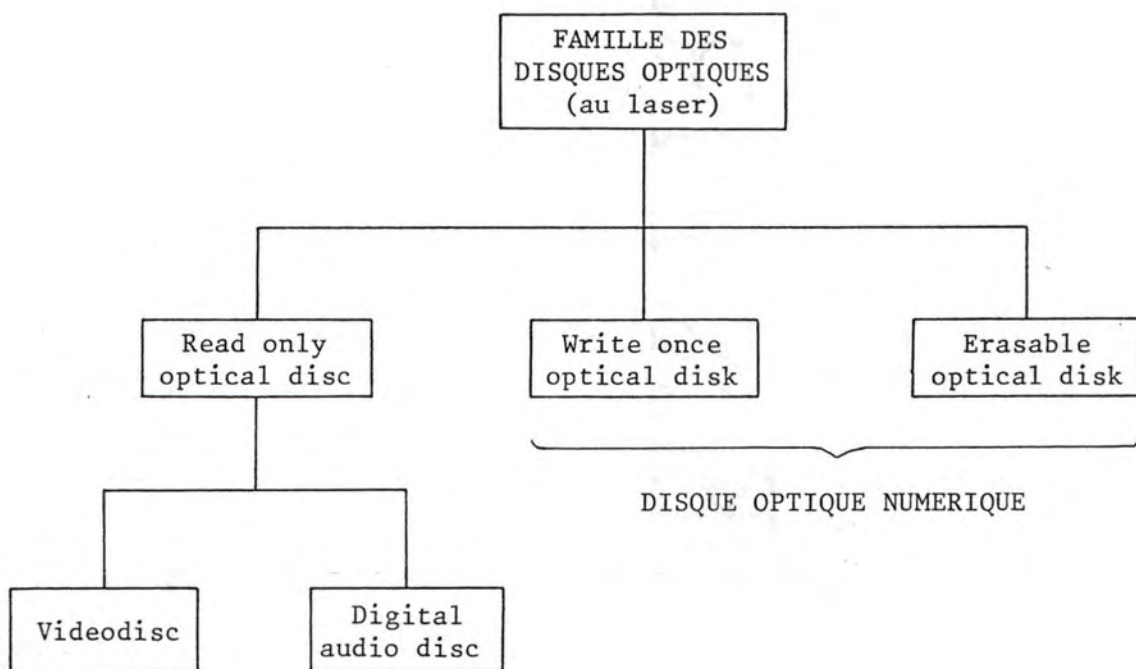 FAMILLE DES
DISQUES OPTIQUES
(au laser)
Read only
optical disc
Write once
optical disk
Erasable
optical disk
DISQUE OPTIQUE NUMERIQUE
Videodisc
Digital
audio disc